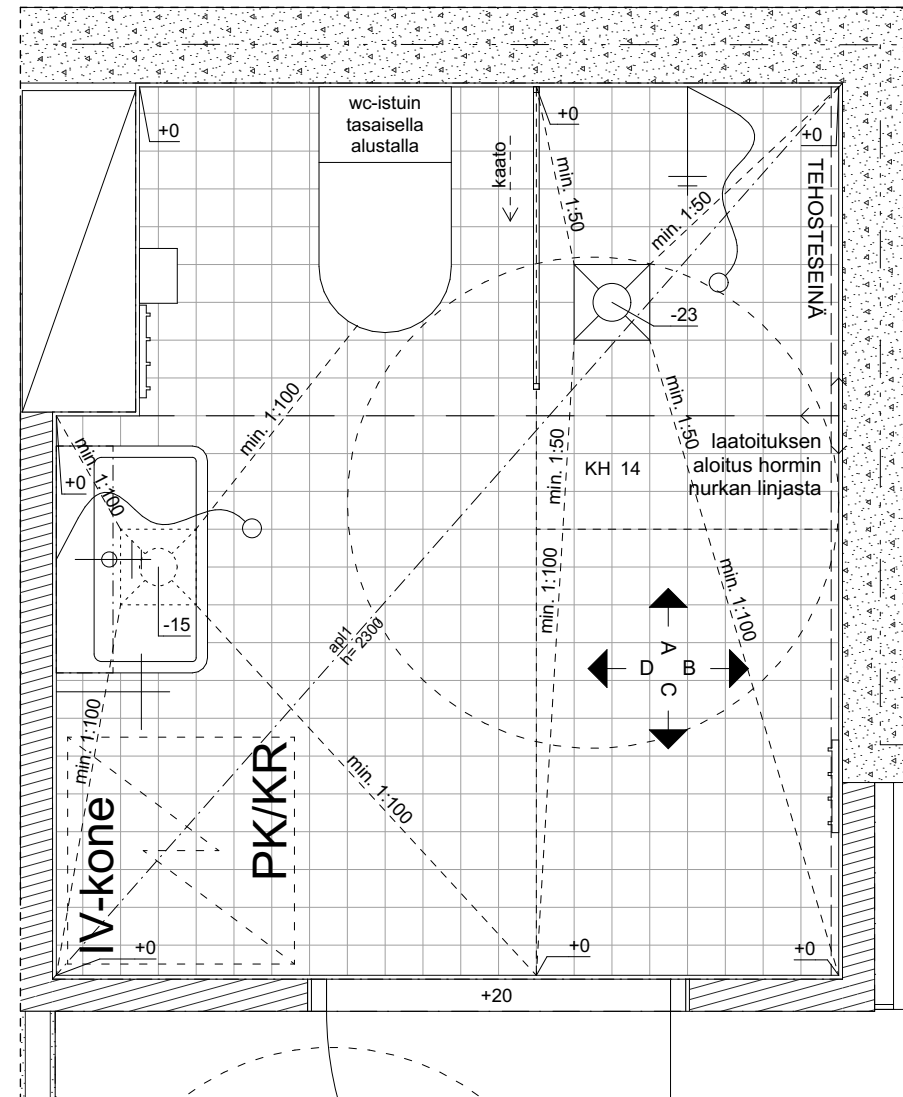 wc-istuin
tasaisella
alustalla
+0
+0
+0
kaato
min. 1:50
min. 1:50
TEHOSTESEINÄ
-23
min. 1:100
min. 1:50
min. 1:50
laatoituksen
aloitus hormin
nurkan linjasta
KH 14
min. 1:100
+0
-15
min. 1:100
min. 1:100
apl1
h= 2300
A
D
B
C
min. 1:100
min. 1:100
IV-kone
PK/KR
+0
+0
+0
+20